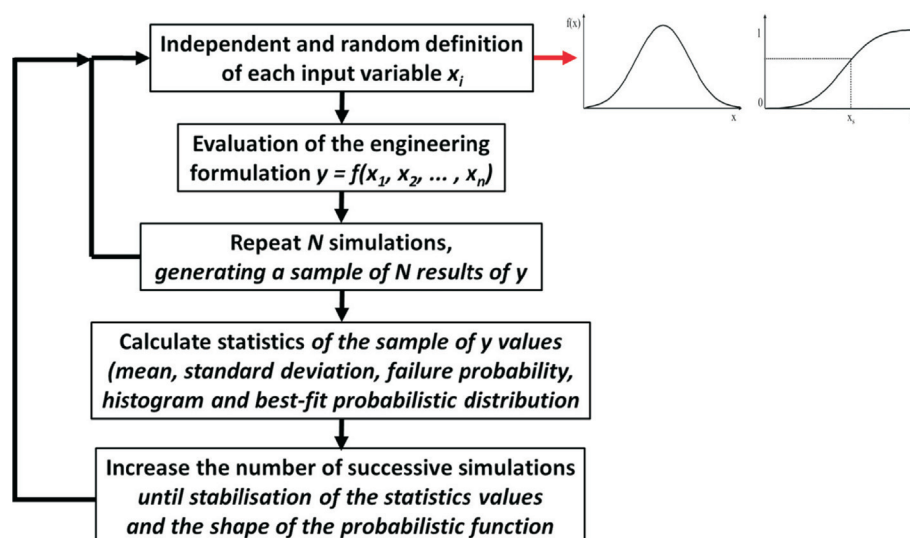 Independent and random definition
of each input variable xᵢ
f(x)
x
1
0
xₛ
Evaluation of the engineering
formulation y = f(x₁, x₂, ... , xₙ)
Repeat N simulations,
generating a sample of N results of y
Calculate statistics of the sample of y values
(mean, standard deviation, failure probability,
histogram and best-fit probabilistic distribution
Increase the number of successive simulations
until stabilisation of the statistics values
and the shape of the probabilistic function